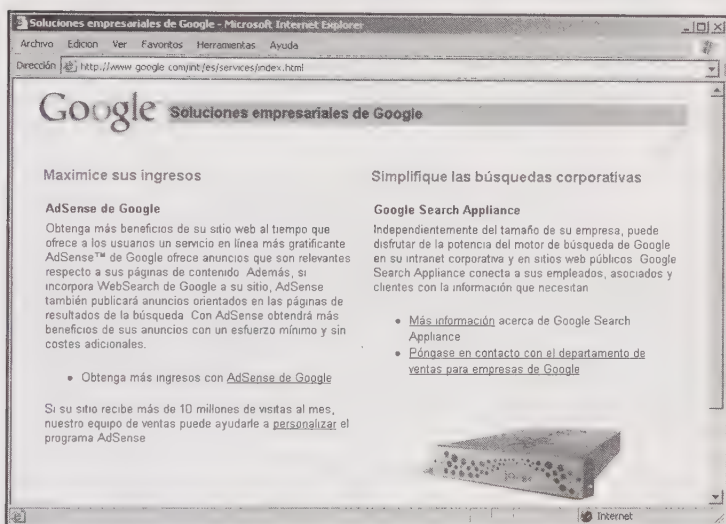 Soluciones empresariales de Google - Microsoft Internet Explorer
Archivo Edicion Ver Favoritos Herramientas Ayuda
Dirección http://www google com/int/es/services/index.html
Google Soluciones empresariales de Google
Maximice sus ingresos
AdSense de Google
Obtenga más beneficios de su sitio web al tiempo que
ofrece a los usuarios un servicio en línea más gratificante
AdSense™ de Google ofrece anuncios que son relevantes
respecto a sus páginas de contenido Además, si
incorpora WebSearch de Google a su sitio, AdSense
también publicará anuncios orientados en las páginas de
resultados de la búsqueda Con AdSense obtendrá más
beneficios de sus anuncios con un esfuerzo mínimo y sin
costes adicionales.
• Obtenga más ingresos con AdSense de Google
Si su sitio recibe más de 10 millones de visitas al mes,
nuestro equipo de ventas puede ayudarle a personalizar el
programa AdSense
Simplifique las búsquedas corporativas
Google Search Appliance
Independientemente del tamaño de su empresa, puede
disfrutar de la potencia del motor de búsqueda de Google
en su intranet corporativa y en sitios web públicos Google
Search Appliance conecta a sus empleados, asociados y
clientes con la información que necesitan
• Más información acerca de Google Search
Appliance
• Póngase en contacto con el departamento de
ventas para empresas de Google
Google
Internet